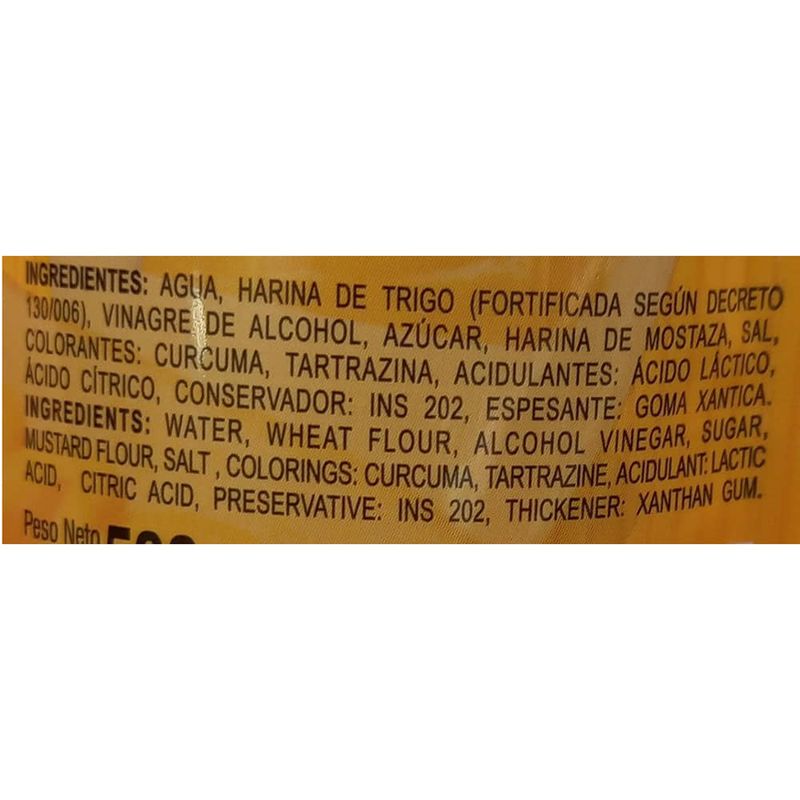 INGREDIENTES: AGUA, HARINA DE TRIGO (FORTIFICADA SEGÚN DECRETO
130/006), VINAGRE DE ALCOHOL, AZÚCAR, HARINA DE MOSTAZA, SAL,
COLORANTES: CURCUMA, TARTRAZINA, ACIDULANTES: ÁCIDO LÁCTICO,
ÁCIDO CÍTRICO, CONSERVADOR: INS 202, ESPESANTE: GOMA XANTICA.
INGREDIENTS: WATER, WHEAT FLOUR, ALCOHOL VINEGAR, SUGAR,
MUSTARD FLOUR, SALT , COLORINGS: CURCUMA, TARTRAZINE, ACIDULANT: LACTIC
ACID, CITRIC ACID, PRESERVATIVE: INS 202, THICKENER: XANTHAN GUM.
Peso Neto